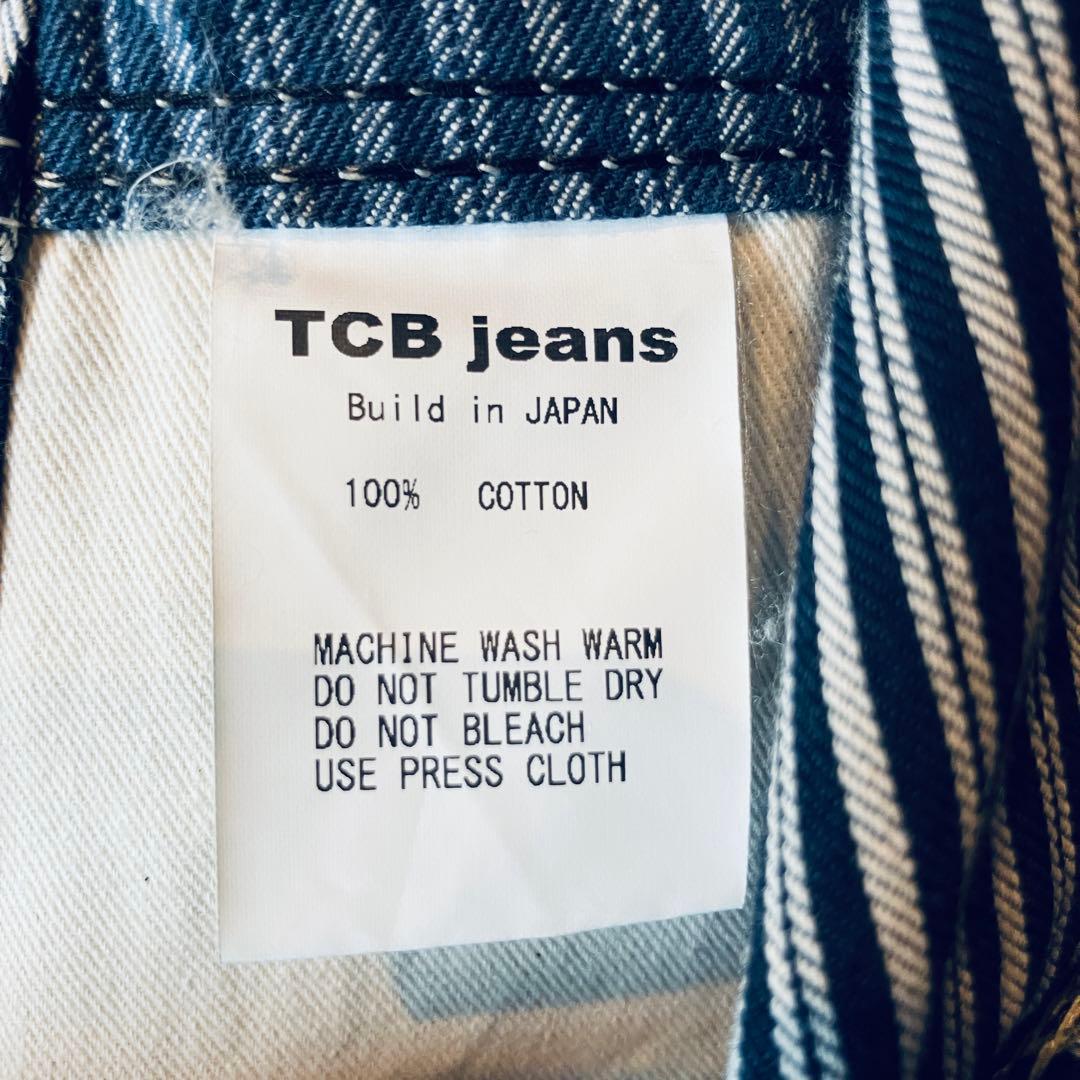 TCB jeans
Build in JAPAN
100% COTTON
MACHINE WASH WARM
DO NOT TUMBLE DRY
DO NOT BLEACH
USE PRESS CLOTH